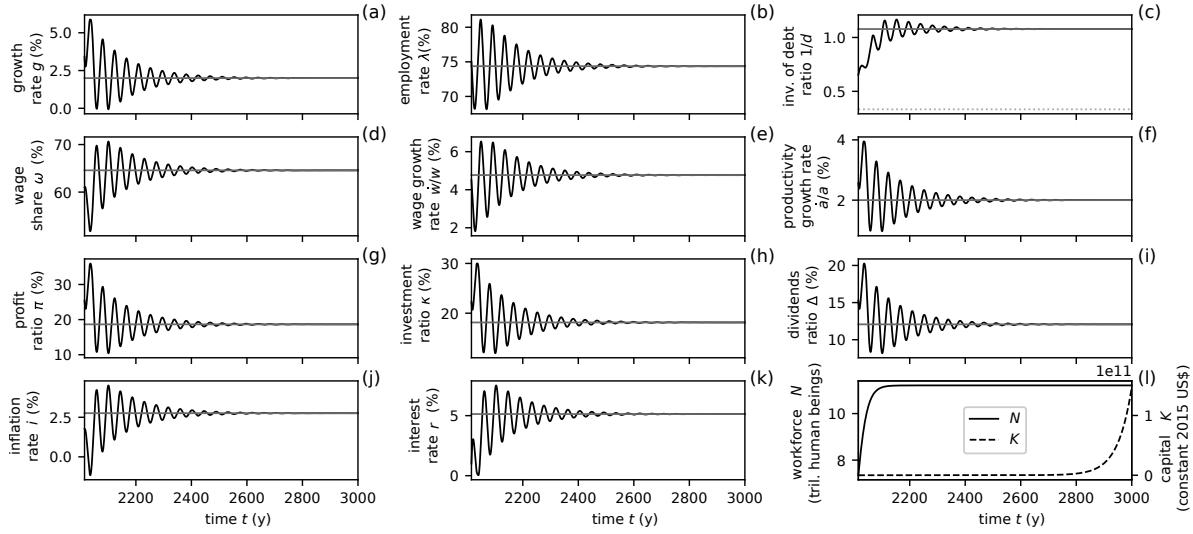 (a)
growth
rate g (%)
5.0
2.5
0.0
(b)
employment
rate λ(%)
80
75
70
(c)
inv. of debt
ratio 1/d
1.0
0.5
(d)
wage
share ω (%)
70
60
(e)
wage growth
rate ẇ/w (%)
6
4
2
(f)
productivity
growth rate
ȧ/a (%)
4
2
(g)
profit
ratio π (%)
30
20
10
(h)
investment
ratio κ (%)
30
20
(i)
dividends
ratio Δ (%)
20
15
10
(j)
inflation
rate i (%)
2.5
0.0
2200 2400 2600 2800 3000
time t (y)
(k)
interest
rate r (%)
5
0
2200 2400 2600 2800 3000
time t (y)
1e11
(l)
workforce N
(tril. human beings)
10
8
N
K
1
0
capital K
(constant 2015 US$)
2200 2400 2600 2800 3000
time t (y)